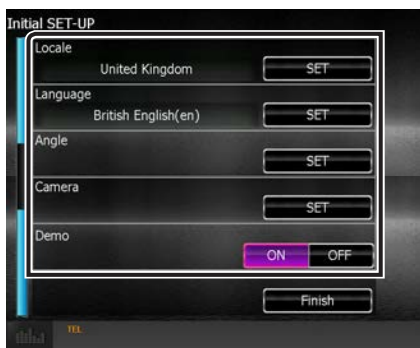 Initial SET-UP
Locale
United Kingdom SET
Language
British English(en) SET
Angle
SET
Camera
SET
Demo
ON OFF
Finish
TEL